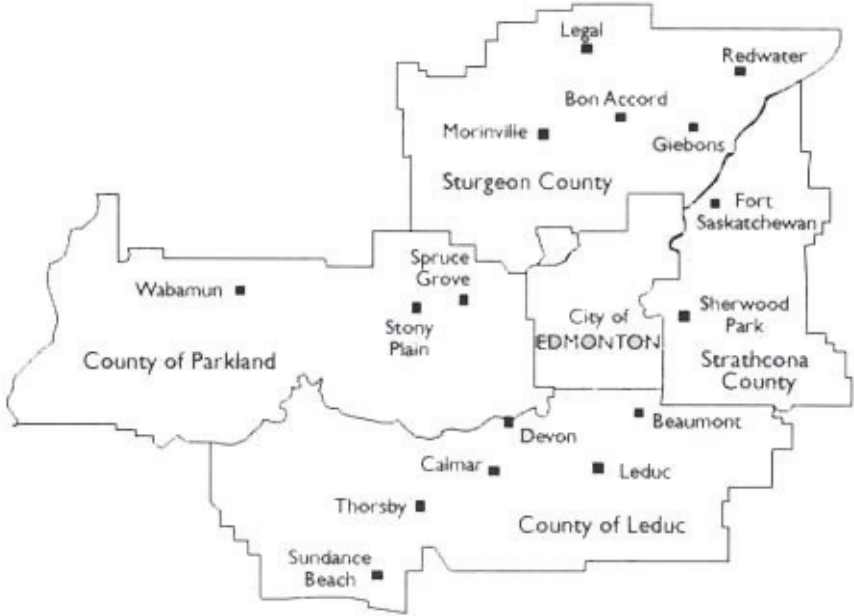 Legal
Redwater
Bon Accord
Morinville
Giebons
Sturgeon County
Fort
Saskatchewan
Spruce
Grove
Wabamun
Stony
Plain
City of
EDMONTON
Sherwood
Park
County of Parkland
Strathcona
County
Beaumont
Devon
Calmar
Leduc
Thorsby
County of Leduc
Sundance
Beach